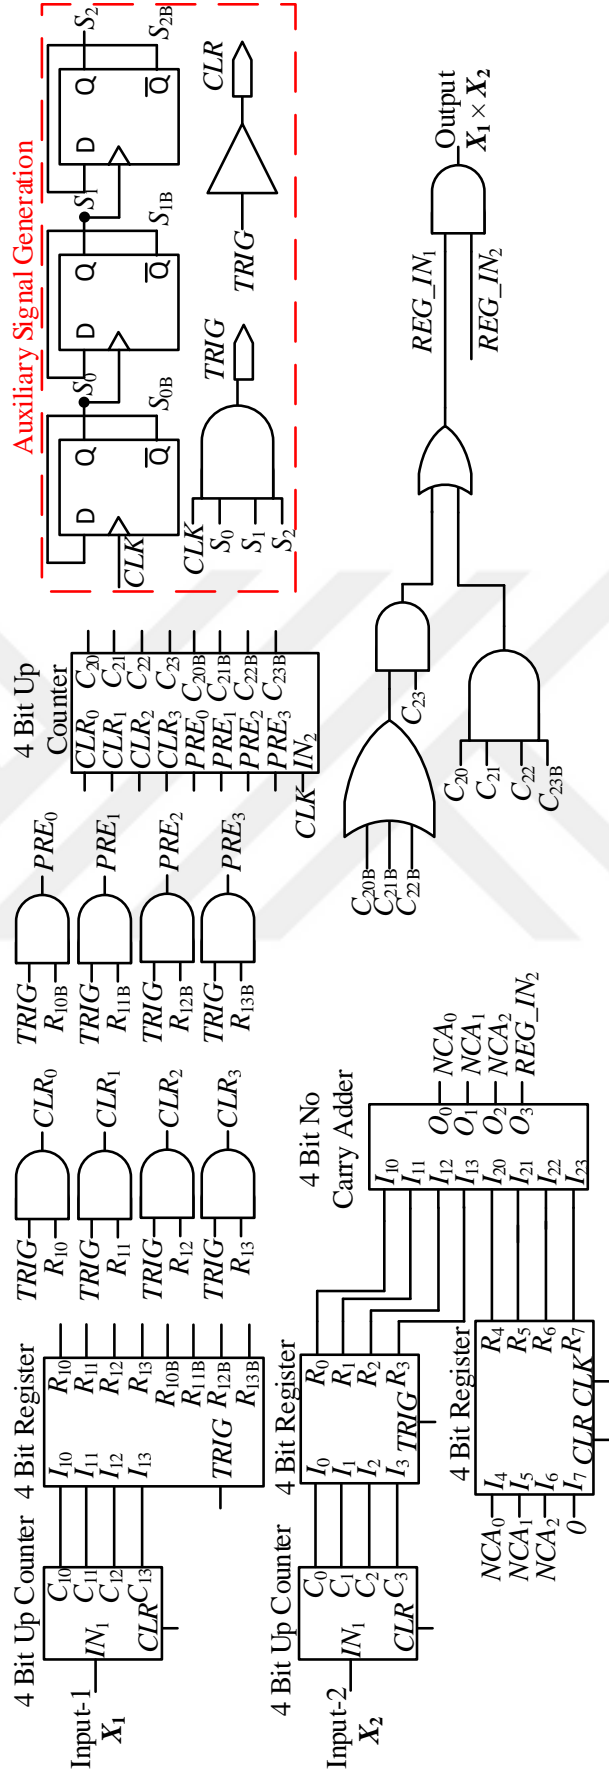 Input-1
X₁
4 Bit Up Counter
IN₁
C₁₀
C₁₁
C₁₂
C₁₃
CLR
4 Bit Register
I₁₀
I₁₁
I₁₂
I₁₃
R₁₀
R₁₁
R₁₂
R₁₃
R₁₀B
R₁₁B
R₁₂B
R₁₃B
TRIG
TRIG
R₁₀
CLR₀
TRIG
R₁₁
CLR₁
TRIG
R₁₂
CLR₂
TRIG
R₁₃
CLR₃
TRIG
R₁₀B
PRE₀
TRIG
R₁₁B
PRE₁
TRIG
R₁₂B
PRE₂
TRIG
R₁₃B
PRE₃
4 Bit Up
Counter
CLR₀
CLR₁
CLR₂
CLR₃
PRE₀
PRE₁
PRE₂
PRE₃
IN₂
CLK
C₂₀
C₂₁
C₂₂
C₂₃
C₂₀B
C₂₁B
C₂₂B
C₂₃B
Auxiliary Signal Generation
D
Q
Q
CLK
S₀
S₀B
D
Q
Q
S₁
S₁B
D
Q
Q
S₂
S₂B
CLK
S₀
S₁
S₂
TRIG
TRIG
CLR
Input-2
X₂
4 Bit Up Counter
IN₁
C₀
C₁
C₂
C₃
CLR
4 Bit Register
I₀
I₁
I₂
I₃
R₀
R₁
R₂
R₃
TRIG
4 Bit Register
NCA₀
NCA₁
NCA₂
0
I₄
I₅
I₆
I₇
R₄
R₅
R₆
R₇
CLR CLK
4 Bit No
Carry Adder
I₁₀
I₁₁
I₁₂
I₁₃
I₂₀
I₂₁
I₂₂
I₂₃
O₀
O₁
O₂
O₃
NCA₀
NCA₁
NCA₂
REG_IN₂
C₂₀B
C₂₁B
C₂₂B
C₂₃
C₂₀
C₂₁
C₂₂
C₂₃B
REG_IN₁
REG_IN₂
Output
X₁ × X₂